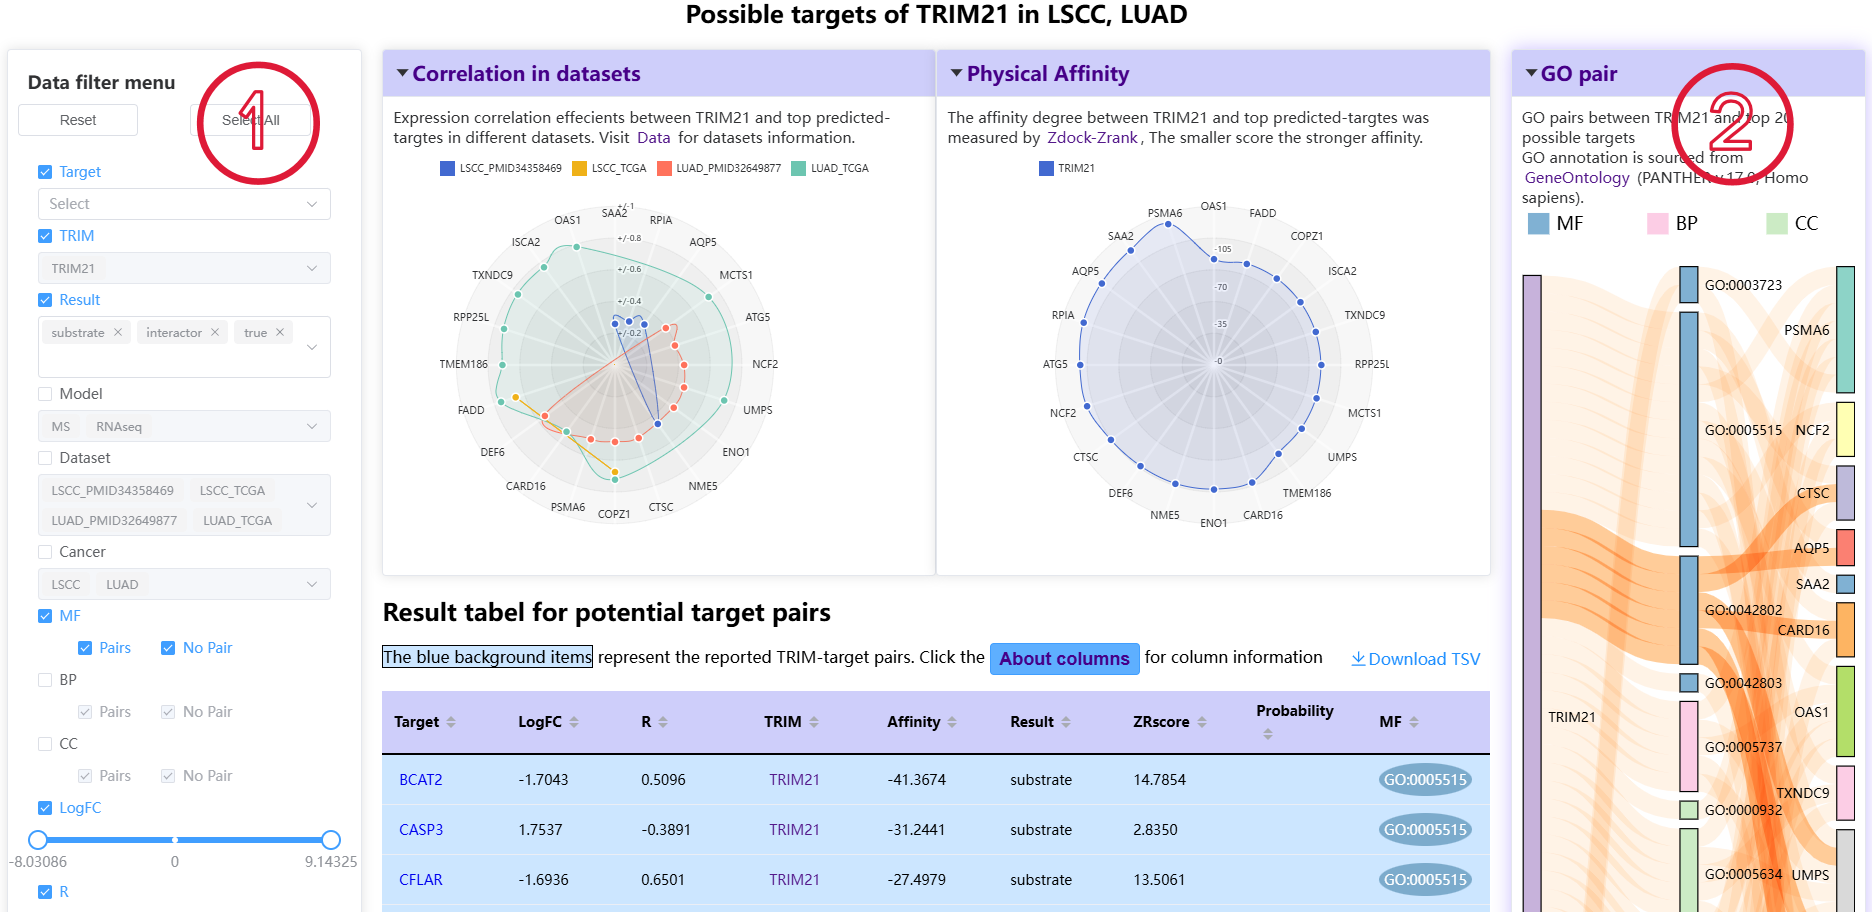 Possible targets of TRIM21 in LSCC, LUAD
Data filter menu
Reset
Select All
1
Target
Select
TRIM
TRIM21
Result
substrate × interactor × true ×
Model
MS RNAseq
Dataset
LSCC_PMID34358469 LSCC_TCGA
LUAD_PMID32649877 LUAD_TCGA
Cancer
LSCC LUAD
MF
Pairs No Pair
BP
Pairs No Pair
CC
Pairs No Pair
LogFC
-8.03086 0 9.14325
R
Correlation in datasets
Expression correlation effecients between TRIM21 and top predicted-
targtes in different datasets. Visit Data for datasets information.
LSCC_PMID34358469 LSCC_TCGA LUAD_PMID32649877 LUAD_TCGA
+/-1
+/-0.8
+/-0.6
+/-0.4
+/-0.2
SAA2
RPIA
AQP5
MCTS1
ATG5
NCF2
UMPS
ENO1
NME5
CTSC
COPZ1
PSMA6
CARD16
DEF6
FADD
TMEM186
RPP25L
TXNDC9
ISCA2
OAS1
Physical Affinity
The affinity degree between TRIM21 and top predicted-targtes was
measured by Zdock-Zrank, The smaller score the stronger affinity.
TRIM21
-105
-70
-35
-0
OAS1
FADD
COPZ1
ISCA2
TXNDC9
RPP25L
MCTS1
UMPS
TMEM186
CARD16
ENO1
NME5
DEF6
CTSC
NCF2
ATG5
RPIA
AQP5
SAA2
PSMA6
Result tabel for potential target pairs
The blue background items represent the reported TRIM-target pairs. Click the About columns for column information
Download TSV
Target LogFC R TRIM Affinity Result ZRscore Probability MF
BCAT2 -1.7043 0.5096 TRIM21 -41.3674 substrate 14.7854 GO:0005515
CASP3 1.7537 -0.3891 TRIM21 -31.2441 substrate 2.8350 GO:0005515
CFLAR -1.6936 0.6501 TRIM21 -27.4979 substrate 13.5061 GO:0005515
GO pair
2
GO pairs between TRIM21 and top 20
possible targets
GO annotation is sourced from
GeneOntology (PANTHER v.17.0, Homo
sapiens).
MF BP CC
TRIM21
GO:0003723
GO:0005515
GO:0042802
GO:0042803
GO:0005737
GO:0000932
GO:0005634
PSMA6
NCF2
CTSC
AQP5
SAA2
CARD16
OAS1
TXNDC9
UMPS